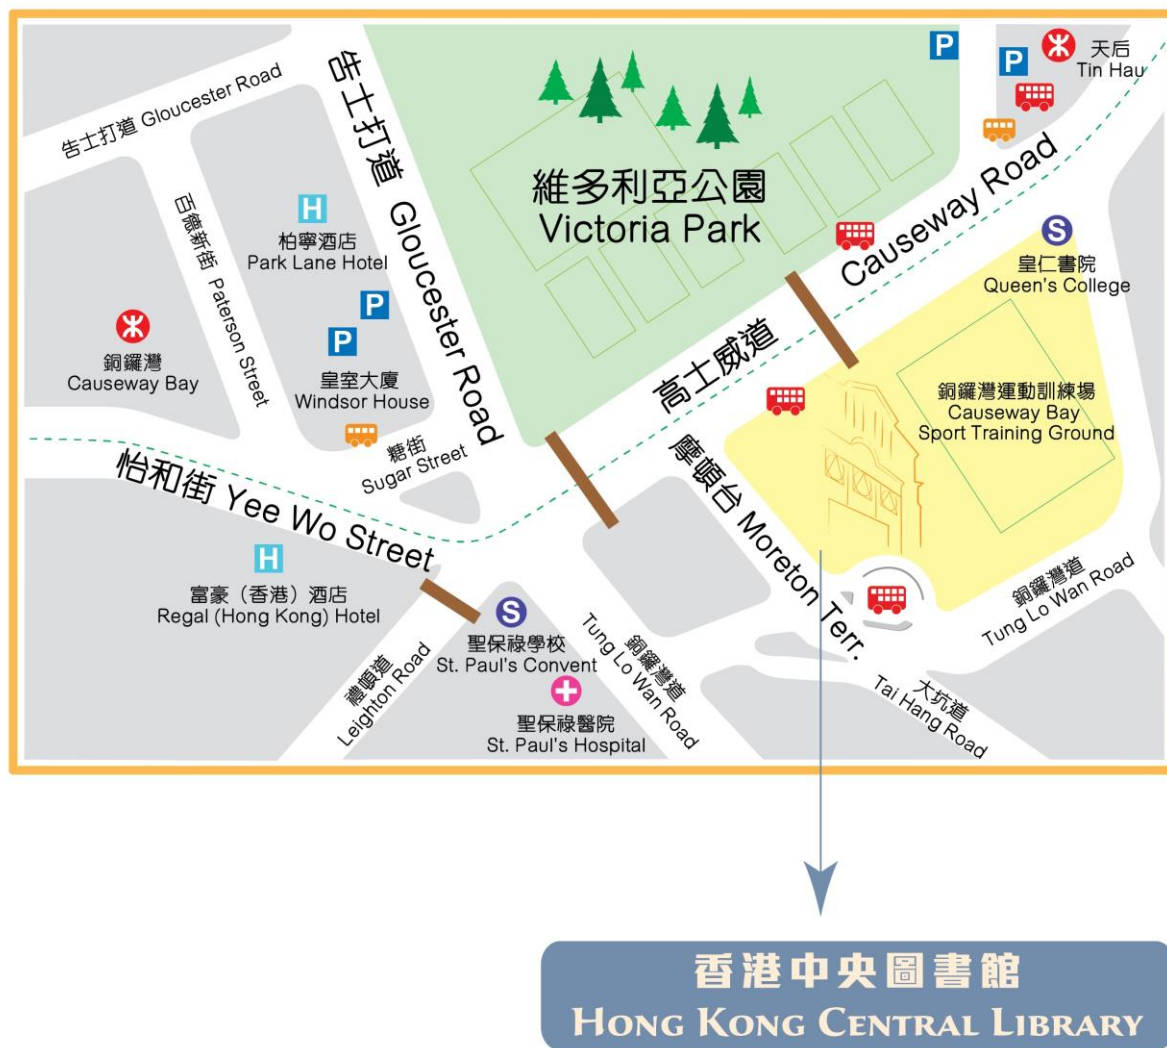 告士打道 Gloucester Road
告士打道 Gloucester Road
百德新街 Paterson Street
H
柏寧酒店
Park Lane Hotel
P
P
皇室大廈
Windsor House
銅鑼灣
Causeway Bay
糖街
Sugar Street
怡和街 Yee Wo Street
H
富豪（香港）酒店
Regal (Hong Kong) Hotel
維多利亞公園
Victoria Park
P
P
天后
Tin Hau
高士威道 Causeway Road
S
皇仁書院
Queen's College
銅鑼灣運動訓練場
Causeway Bay
Sport Training Ground
摩頓台 Moreton Terr.
銅鑼灣道
Tung Lo Wan Road
大坑道
Tai Hang Road
銅鑼灣道
Tung Lo Wan Road
禮頓道
Leighton Road
S
聖保祿學校
St. Paul's Convent
聖保祿醫院
St. Paul's Hospital
香港中央圖書館
HONG KONG CENTRAL LIBRARY